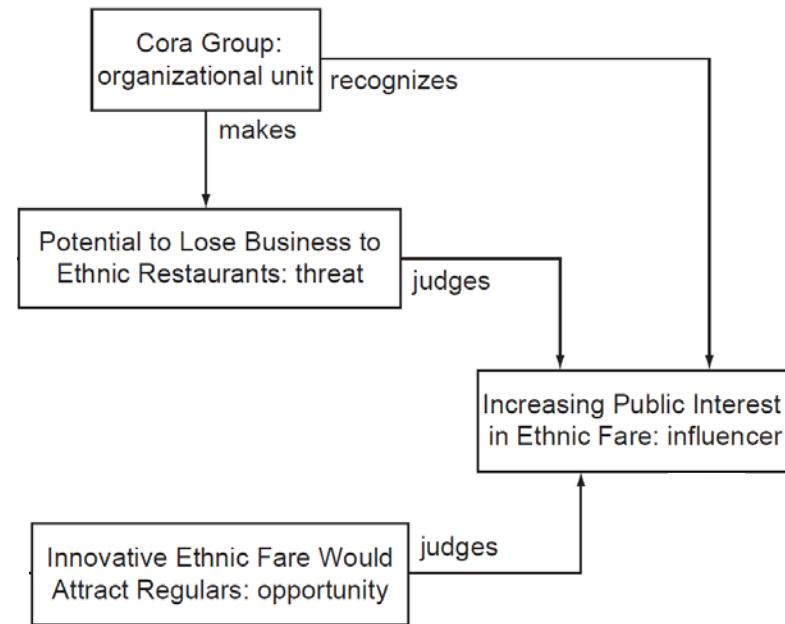 Cora Group:
organizational unit
recognizes
makes
Potential to Lose Business to
Ethnic Restaurants: threat
judges
Increasing Public Interest
in Ethnic Fare: influencer
judges
Innovative Ethnic Fare Would
Attract Regulars: opportunity